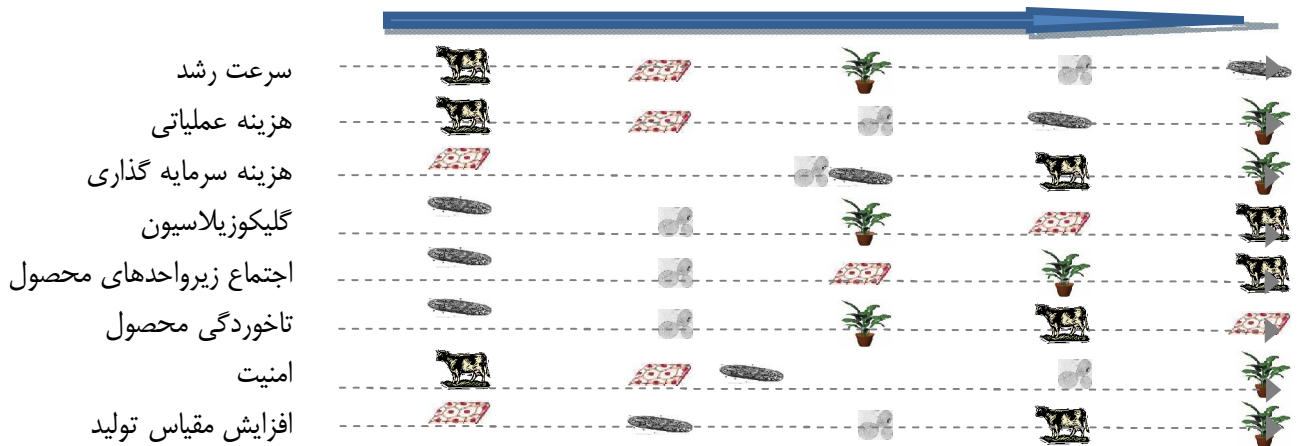 سرعت رشد
هزینه عملیاتی
هزینه سرمایه گذاری
گلیکوزیلاسیون
اجتماع زیرواحدهای محصول
تاخوردگی محصول
امنیت
افزایش مقیاس تولید